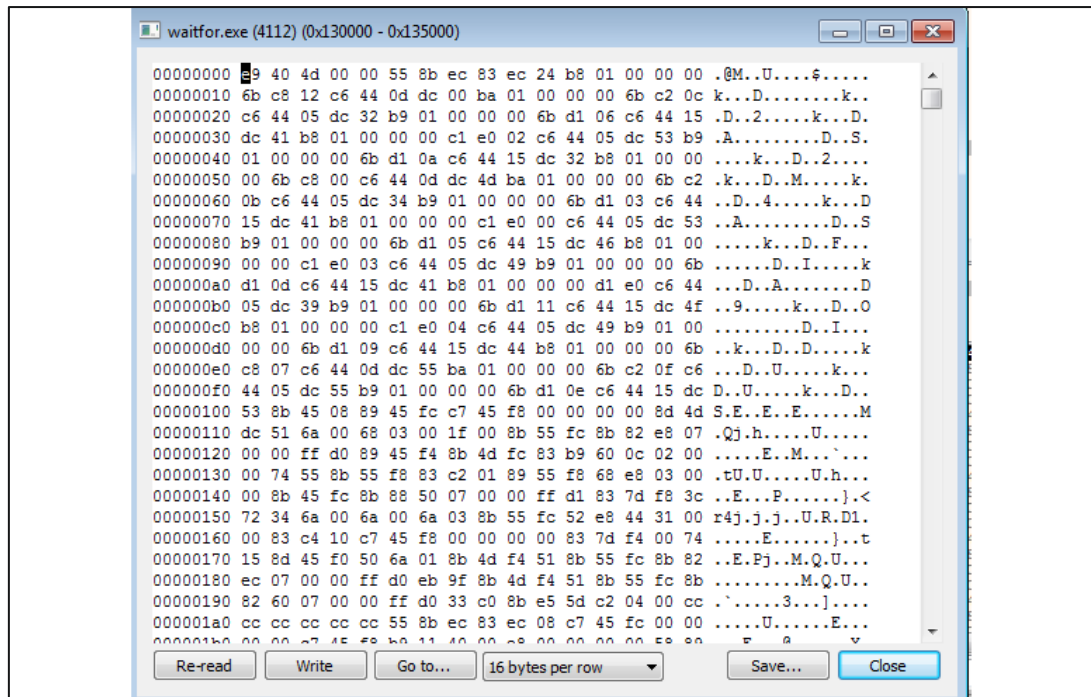 waitfor.exe (4112) (0x130000 - 0x135000)
00000000 e9 40 4d 00 00 55 8b ec 83 ec 24 b8 01 00 00 00 .@M..U....$.....
00000010 6b c8 12 c6 44 0d dc 00 ba 01 00 00 00 6b c2 0c k...D........k..
00000020 c6 44 05 dc 32 b9 01 00 00 00 6b d1 06 c6 44 15 .D..2.....k...D.
00000030 dc 41 b8 01 00 00 00 c1 e0 02 c6 44 05 dc 53 b9 .A.........D..S.
00000040 01 00 00 00 6b d1 0a c6 44 15 dc 32 b8 01 00 00 ....k...D..2....
00000050 00 6b c8 00 c6 44 0d dc 4d ba 01 00 00 00 6b c2 .k...D..M.....k.
00000060 0b c6 44 05 dc 34 b9 01 00 00 00 6b d1 03 c6 44 ..D..4.....k...D
00000070 15 dc 41 b8 01 00 00 00 c1 e0 00 c6 44 05 dc 53 ..A.........D..S
00000080 b9 01 00 00 00 6b d1 05 c6 44 15 dc 46 b8 01 00 .....k...D..F...
00000090 00 00 c1 e0 03 c6 44 05 dc 49 b9 01 00 00 00 6b ......D..I.....k
000000a0 d1 0d c6 44 15 dc 41 b8 01 00 00 00 d1 e0 c6 44 ...D..A........D
000000b0 05 dc 39 b9 01 00 00 00 6b d1 11 c6 44 15 dc 4f ..9.....k...D..O
000000c0 b8 01 00 00 00 c1 e0 04 c6 44 05 dc 49 b9 01 00 .........D..I...
000000d0 00 00 6b d1 09 c6 44 15 dc 44 b8 01 00 00 00 6b ..k...D..D.....k
000000e0 c8 07 c6 44 0d dc 55 ba 01 00 00 00 6b c2 0f c6 ...D..U.....k...
000000f0 44 05 dc 55 b9 01 00 00 00 6b d1 0e c6 44 15 dc D..U.....k...D..
00000100 53 8b 45 08 89 45 fc c7 45 f8 00 00 00 00 8d 4d S.E..E..E......M
00000110 dc 51 6a 00 68 03 00 1f 00 8b 55 fc 8b 82 e8 07 .Qj.h.....U.....
00000120 00 00 ff d0 89 45 f4 8b 4d fc 83 b9 60 0c 02 00 .....E..M...`...
00000130 00 74 55 8b 55 f8 83 c2 01 89 55 f8 68 e8 03 00 .tU.U.....U.h...
00000140 00 8b 45 fc 8b 88 50 07 00 00 ff d1 83 7d f8 3c ..E...P......}.<
00000150 72 34 6a 00 6a 00 6a 03 8b 55 fc 52 e8 44 31 00 r4j.j.j..U.R.D1.
00000160 00 83 c4 10 c7 45 f8 00 00 00 00 83 7d f4 00 74 .....E......}..t
00000170 15 8d 45 f0 50 6a 01 8b 4d f4 51 8b 55 fc 8b 82 ..E.Pj..M.Q.U...
00000180 ec 07 00 00 ff d0 eb 9f 8b 4d f4 51 8b 55 fc 8b .........M.Q.U..
00000190 82 60 07 00 00 ff d0 33 c0 8b e5 5d c2 04 00 cc .`.....3...]....
000001a0 cc cc cc cc cc 55 8b ec 83 ec 08 c7 45 fc 00 00 .....U......E...
000001b0 00 00 c7 45 f8 b9 11 40 00 e8 00 00 00 00 58 89
Re-read Write Go to... 16 bytes per row Save... Close